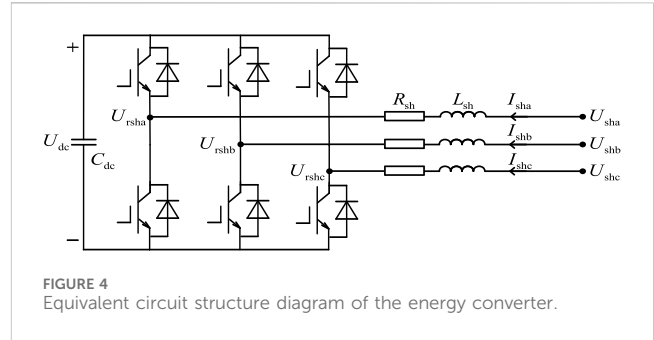 +
R_sh L_sh I_sha
U_rsha U_sha
U_dc C_dc U_rshb I_shb U_shb
U_rshc I_shc U_shc
−
FIGURE 4
Equivalent circuit structure diagram of the energy converter.